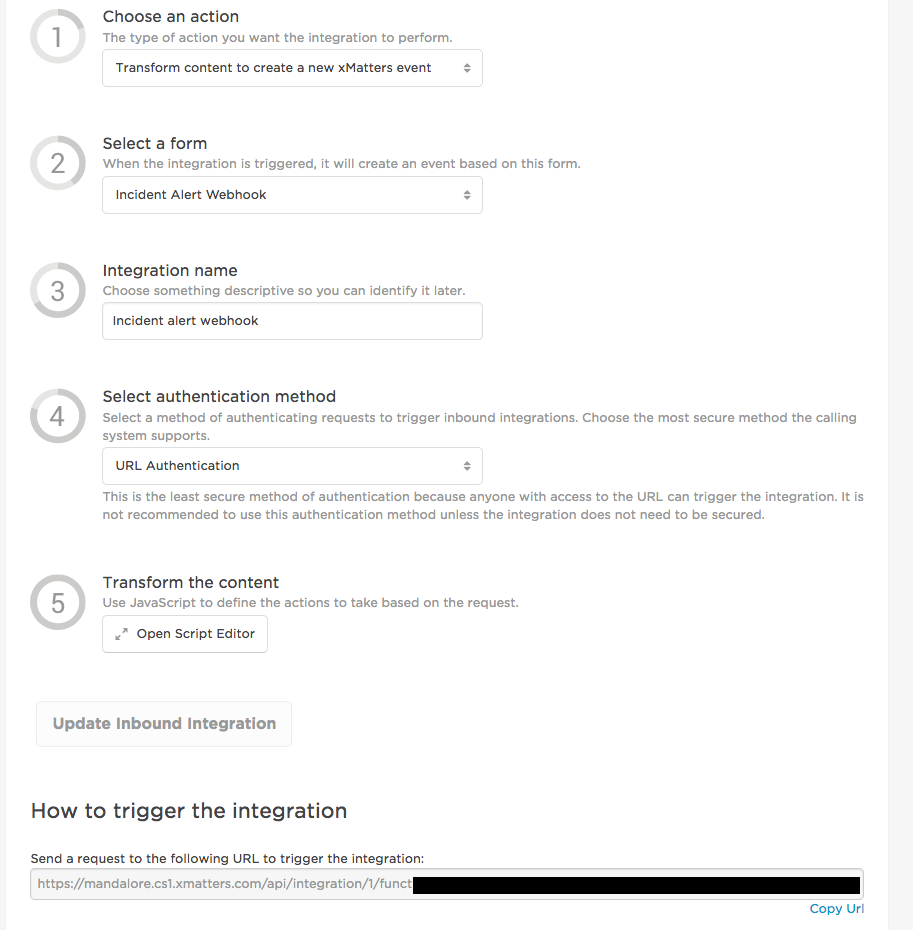 1
Choose an action
The type of action you want the integration to perform.
Transform content to create a new xMatters event
2
Select a form
When the integration is triggered, it will create an event based on this form.
Incident Alert Webhook
3
Integration name
Choose something descriptive so you can identify it later.
Incident alert webhook
4
Select authentication method
Select a method of authenticating requests to trigger inbound integrations. Choose the most secure method the calling
system supports.
URL Authentication
This is the least secure method of authentication because anyone with access to the URL can trigger the integration. It is
not recommended to use this authentication method unless the integration does not need to be secured.
5
Transform the content
Use JavaScript to define the actions to take based on the request.
Open Script Editor
Update Inbound Integration
How to trigger the integration
Send a request to the following URL to trigger the integration:
https://mandalore.cs1.xmatters.com/api/integration/1/funct
Copy Url